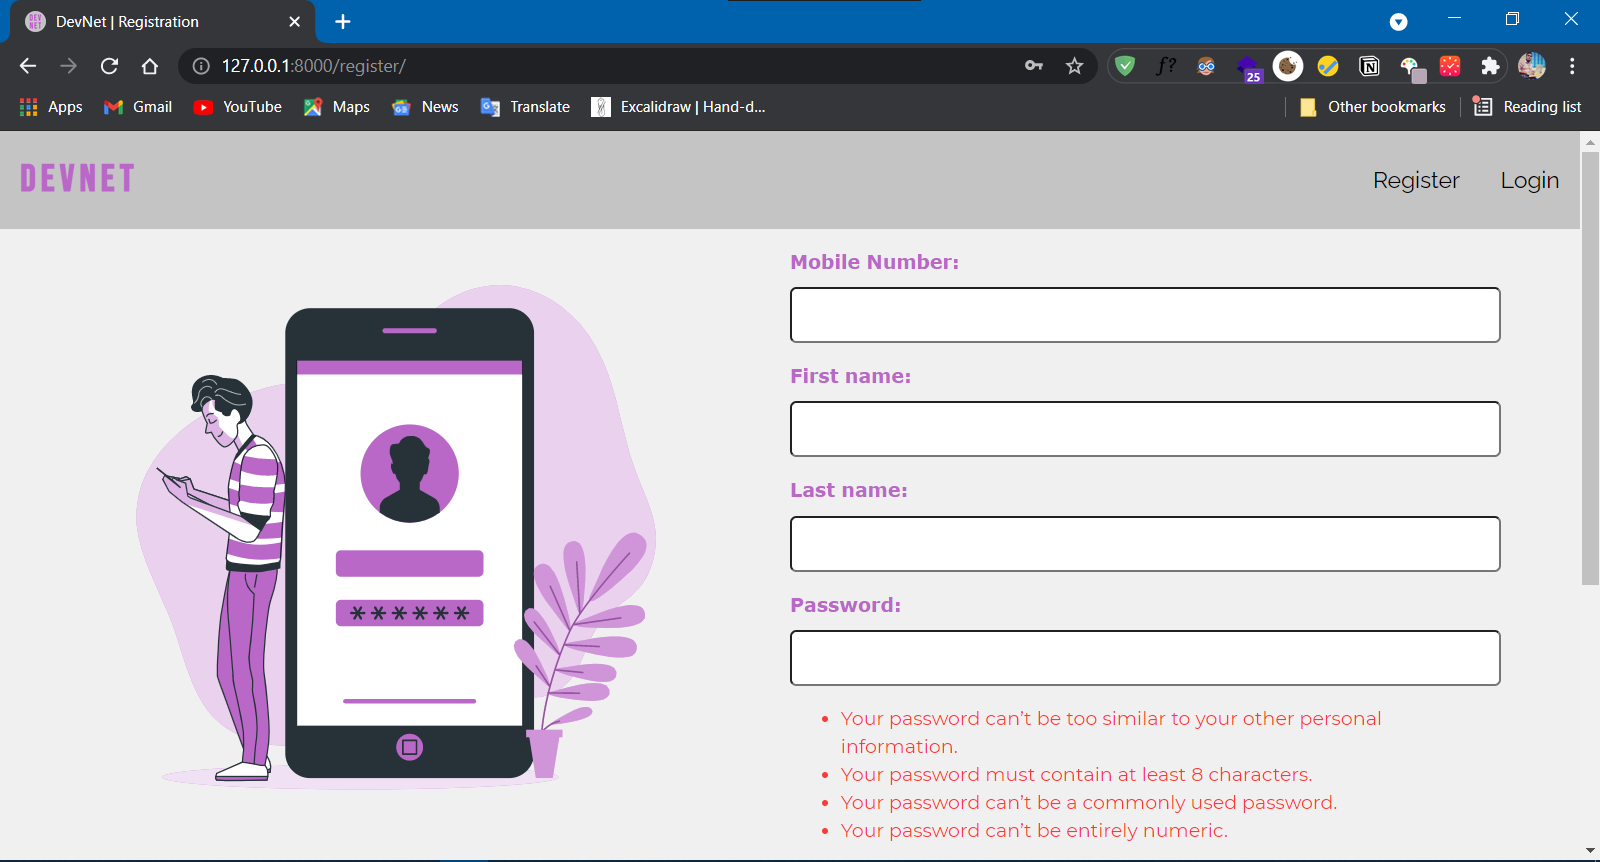 DEV NET
DevNet | Registration
127.0.0.1:8000/register/
f?
25
Apps
Gmail
YouTube
Maps
News
Translate
Excalidraw | Hand-d...
Other bookmarks
Reading list
DEVNET
Register
Login
Mobile Number:
First name:
Last name:
Password:
******
• Your password can't be too similar to your other personal
information.
• Your password must contain at least 8 characters.
• Your password can't be a commonly used password.
• Your password can't be entirely numeric.